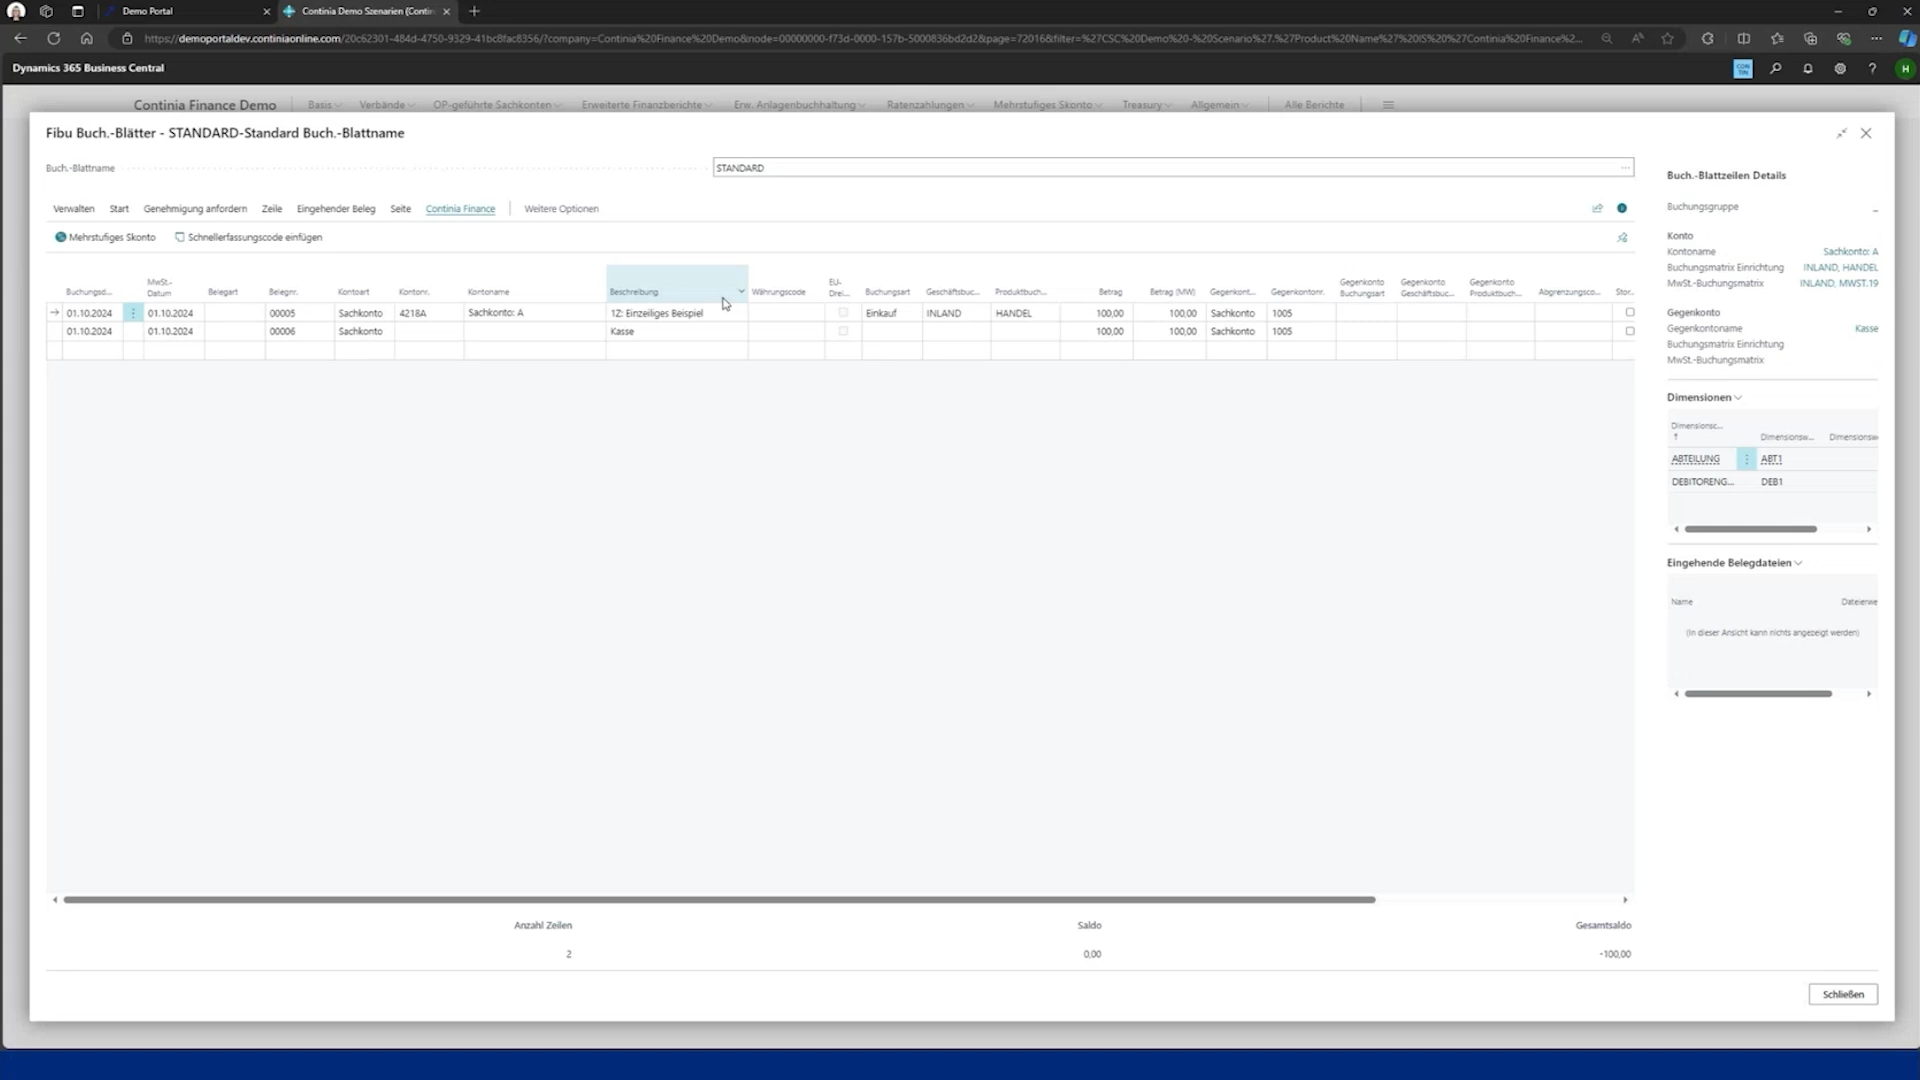 Demo Portal
Continia Demo Szenarien (Contin
https://demoportaldev.continiaonline.com/20c62301-484d-4750-9329-41bc8fac8356/?company=Continia%20Finance%20Demo&node=00000000-f73d-0000-157b-5000836bd2d2&page=72016&filter=%27CSC%20Demo%20-%20Scenario%27.%27Product%20Name%27%20IS%20%27Continia%20Finance%2...
Dynamics 365 Business Central
CON TIN
H
Continia Finance Demo
Basis
Verbände
OP-geführte Sachkonten
Erweiterte Finanzberichte
Erw. Anlagenbuchhaltung
Ratenzahlungen
Mehrstufiges Skonto
Treasury
Allgemein
Alle Berichte
Fibu Buch.-Blätter - STANDARD-Standard Buch.-Blattname
Buch.-Blattname
STANDARD
...
Verwalten
Start
Genehmigung anfordern
Zeile
Eingehender Beleg
Seite
Continia Finance
Weitere Optionen
Mehrstufiges Skonto
Schnellerfassungscode einfügen
Buchungsd... MwSt.-Datum Belegart Belegnr. Kontoart Kontonr. Kontoname Beschreibung Währungscode EU-Drei... Buchungsart Geschäftsbuc... Produktbuch... Betrag Betrag (MW) Gegenkont... Gegenkontonr. Gegenkonto Buchungsart Gegenkonto Geschäftsbuc... Gegenkonto Produktbuch... Abgrenzungsco... Stor...
01.10.2024 01.10.2024 00005 Sachkonto 4218A Sachkonto: A 1Z: Einzeiliges Beispiel Einkauf INLAND HANDEL 100,00 100,00 Sachkonto 1005
01.10.2024 01.10.2024 00006 Sachkonto Kasse 100,00 100,00 Sachkonto 1005
Anzahl Zeilen
2
Saldo
0,00
Gesamtsaldo
-100,00
Buch.-Blattzeilen Details
Buchungsgruppe _
Konto
Kontoname Sachkonto: A
Buchungsmatrix Einrichtung INLAND, HANDEL
MwSt.-Buchungsmatrix INLAND, MWST.19
Gegenkonto
Gegenkontoname Kasse
Buchungsmatrix Einrichtung
MwSt.-Buchungsmatrix
Dimensionen
Dimensionsc... ↑ Dimensionsw... Dimensionsw
ABTEILUNG ABT1
DEBITORENG... DEB1
Eingehende Belegdateien
Name Dateierwe
(In dieser Ansicht kann nichts angezeigt werden)
Schließen